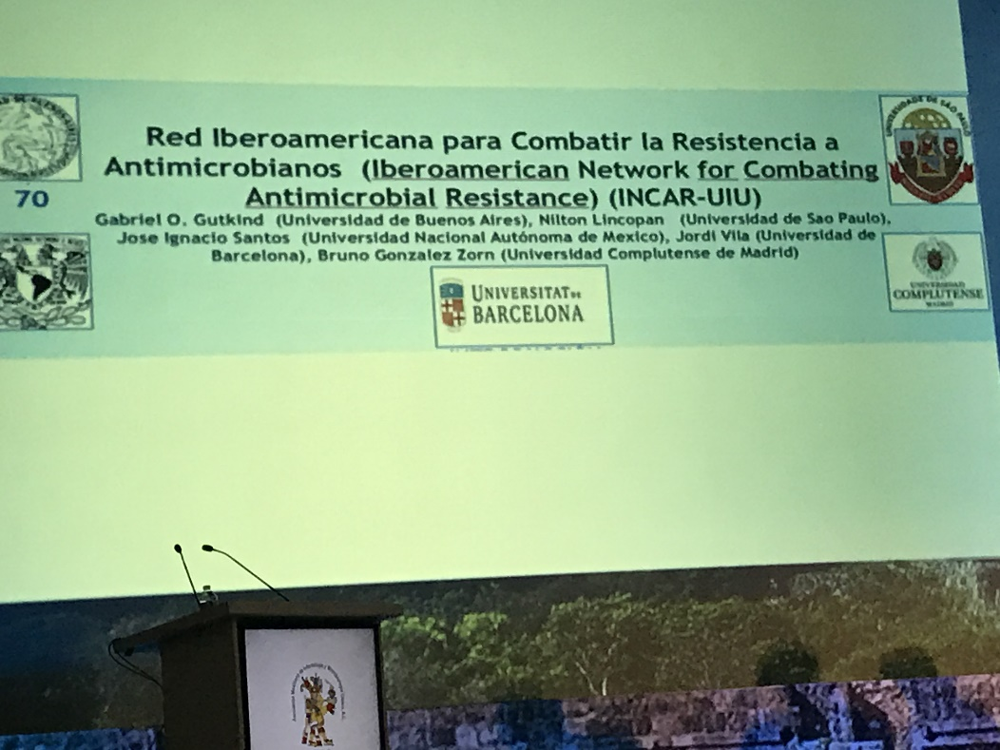 Red Iberoamericana para Combatir la Resistencia a
Antimicrobianos (Iberoamerican Network for Combating
Antimicrobial Resistance) (INCAR-UIU)
Gabriel O. Gutkind (Universidad de Buenos Aires), Nilton Lincopan (Universidad de Sao Paulo),
Jose Ignacio Santos (Universidad Nacional Autónoma de Mexico), Jordi Vila (Universidad de
Barcelona), Bruno Gonzalez Zorn (Universidad Complutense de Madrid)
70
UNIVERSITAT DE
BARCELONA
UNIVERSIDADE DE SÃO PAULO
UNIVERSIDAD
COMPLUTENSE
MADRID